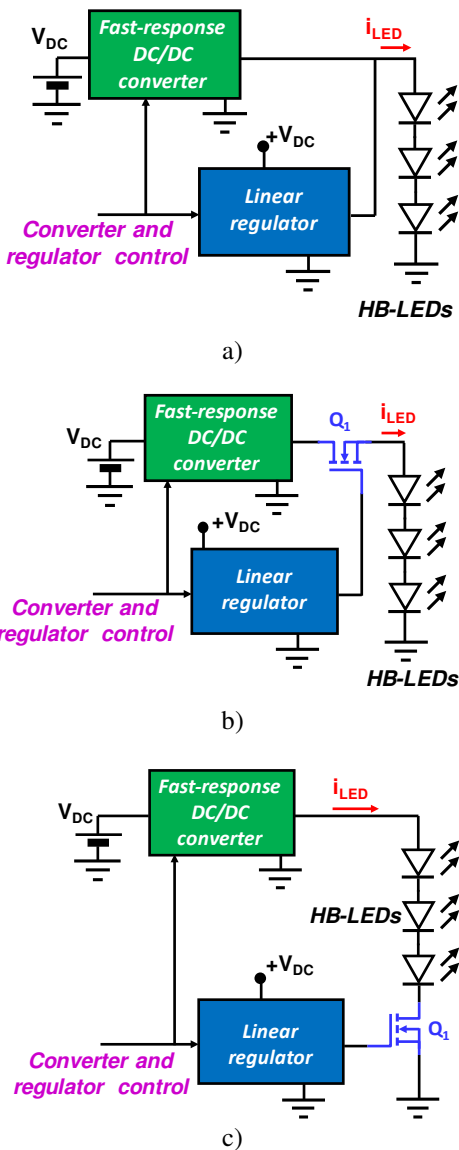 Fast-response
DC/DC
converter
V_DC
i_LED
+V_DC
Linear
regulator
Converter and
regulator control
HB-LEDs
a)
Fast-response
DC/DC
converter
V_DC
Q_1
i_LED
+V_DC
Linear
regulator
Converter and
regulator control
HB-LEDs
b)
Fast-response
DC/DC
converter
V_DC
i_LED
HB-LEDs
+V_DC
Linear
regulator
Q_1
Converter and
regulator control
c)